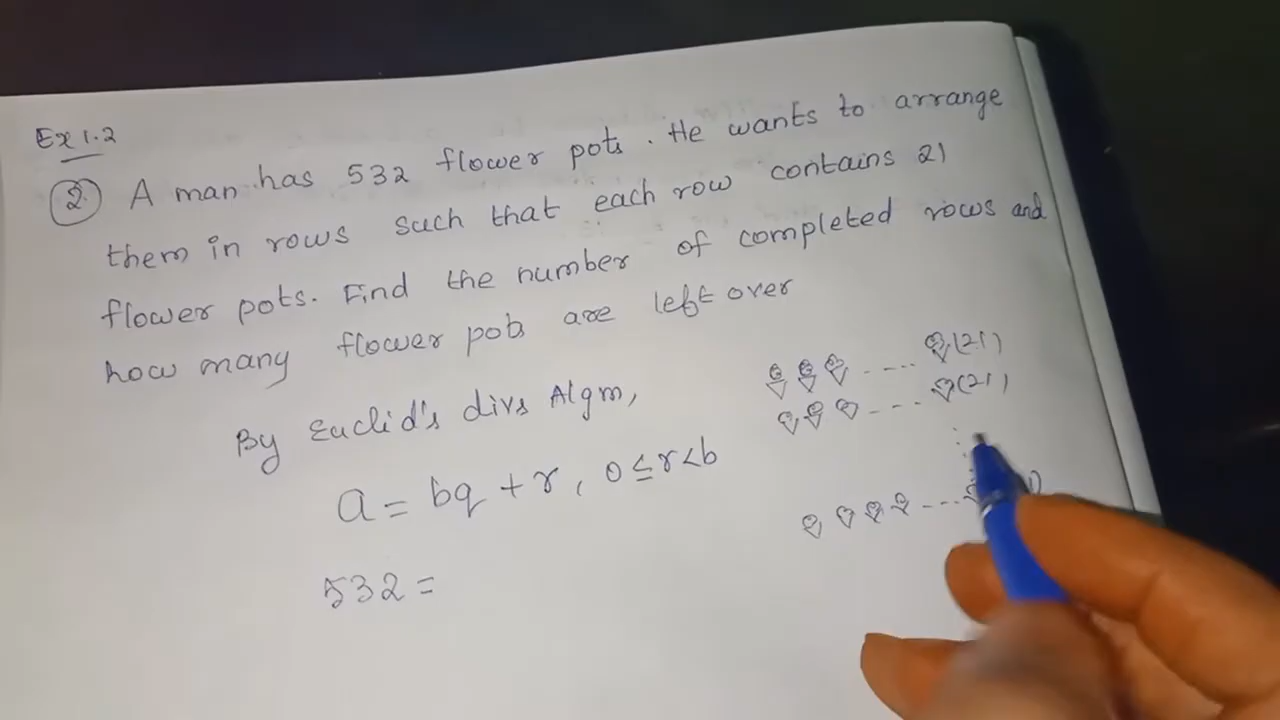 Ex 1.2
2. A man has 532 flower pots. He wants to arrange
them in rows such that each row contains 21
flower pots. Find the number of completed rows and
how many flower pots are left over
By Euclid's divs Algm,
a = bq + r, 0 ≤ r < b
532 =
.... (21)
.... (21)
....